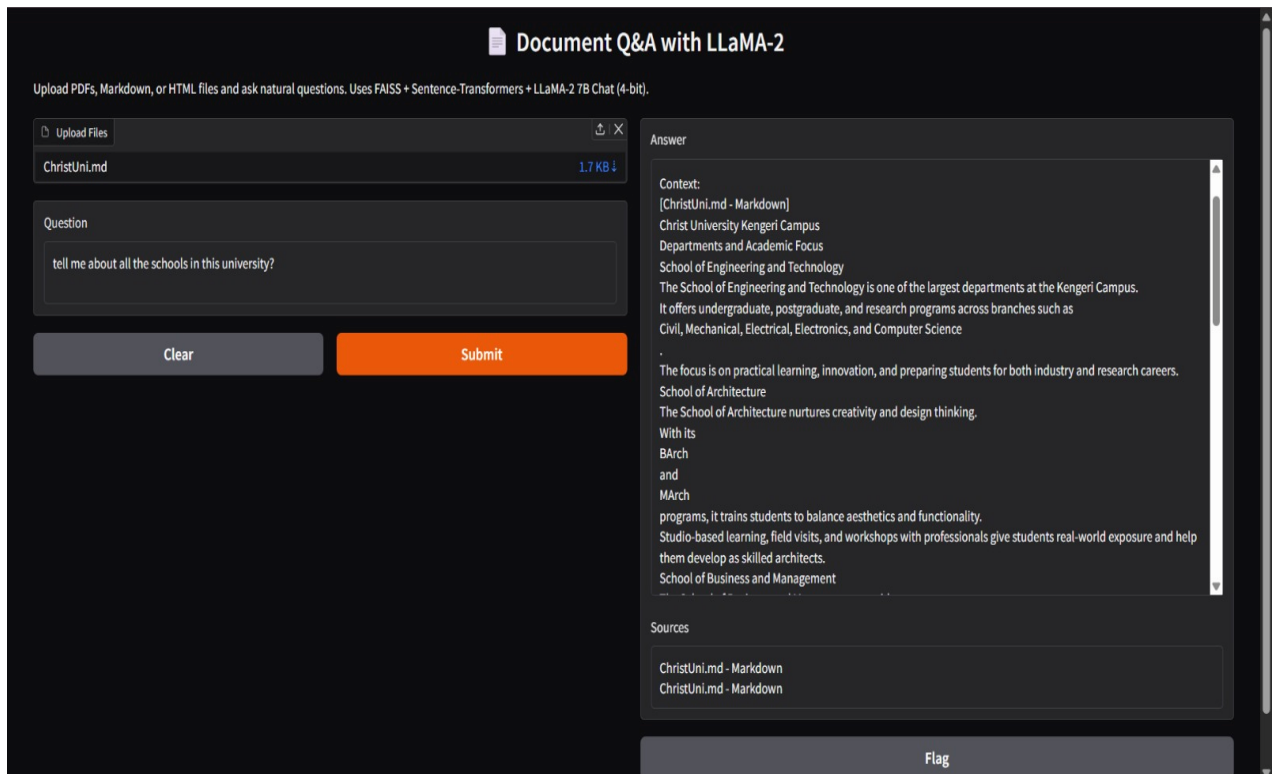 Document Q&A with LLaMA-2
Upload PDFs, Markdown, or HTML files and ask natural questions. Uses FAISS + Sentence-Transformers + LLaMA-2 7B Chat (4-bit).
Upload Files
ChristUni.md 1.7 KB ↓
Question
tell me about all the schools in this university?
Clear
Submit
Answer
Context:
[ChristUni.md - Markdown]
Christ University Kengeri Campus
Departments and Academic Focus
School of Engineering and Technology
The School of Engineering and Technology is one of the largest departments at the Kengeri Campus.
It offers undergraduate, postgraduate, and research programs across branches such as
Civil, Mechanical, Electrical, Electronics, and Computer Science
.
The focus is on practical learning, innovation, and preparing students for both industry and research careers.
School of Architecture
The School of Architecture nurtures creativity and design thinking.
With its
BArch
and
MArch
programs, it trains students to balance aesthetics and functionality.
Studio-based learning, field visits, and workshops with professionals give students real-world exposure and help
them develop as skilled architects.
School of Business and Management
Sources
ChristUni.md - Markdown
ChristUni.md - Markdown
Flag